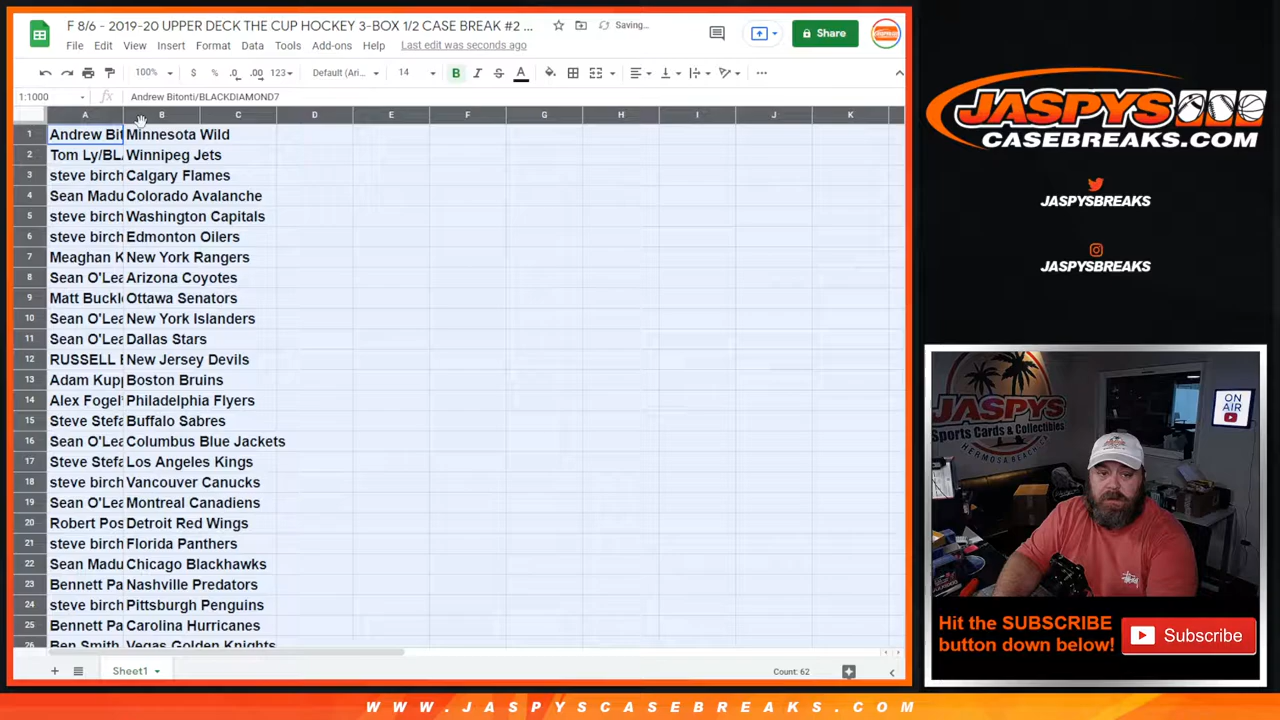 F 8/6 - 2019-20 UPPER DECK THE CUP HOCKEY 3-BOX 1/2 CASE BREAK #2 ...
Saving...
File Edit View Insert Format Data Tools Add-ons Help Last edit was seconds ago
Share
100% $ % .0 .00 123 Default (Ari... 14 B I S A
1:1000 fx Andrew Bitonti/BLACKDIAMOND7
A B C D E F G H I J K
1 Andrew Bit Minnesota Wild
2 Tom Ly/BL Winnipeg Jets
3 steve birch Calgary Flames
4 Sean Madu Colorado Avalanche
5 steve birch Washington Capitals
6 steve birch Edmonton Oilers
7 Meaghan K New York Rangers
8 Sean O'Lea Arizona Coyotes
9 Matt Buckl Ottawa Senators
10 Sean O'Lea New York Islanders
11 Sean O'Lea Dallas Stars
12 RUSSELL New Jersey Devils
13 Adam Kup Boston Bruins
14 Alex Fogel Philadelphia Flyers
15 Steve Stefa Buffalo Sabres
16 Sean O'Lea Columbus Blue Jackets
17 Steve Stefa Los Angeles Kings
18 steve birch Vancouver Canucks
19 Sean O'Lea Montreal Canadiens
20 Robert Pos Detroit Red Wings
21 steve birch Florida Panthers
22 Sean Madu Chicago Blackhawks
23 Bennett Pa Nashville Predators
24 steve birch Pittsburgh Penguins
25 Bennett Pa Carolina Hurricanes
26 Ben Smith Vegas Golden Knights
Sheet1
Count: 62
JASPYS
CASEBREAKS.COM
JASPYSBREAKS
JASPYSBREAKS
JASPYS
Sports Cards & Collectibles
HERMOSA BEACH CA
ON
AIR
Hit the SUBSCRIBE
button down below!
Subscribe
WWW.JASPYSCASEBREAKS.COM